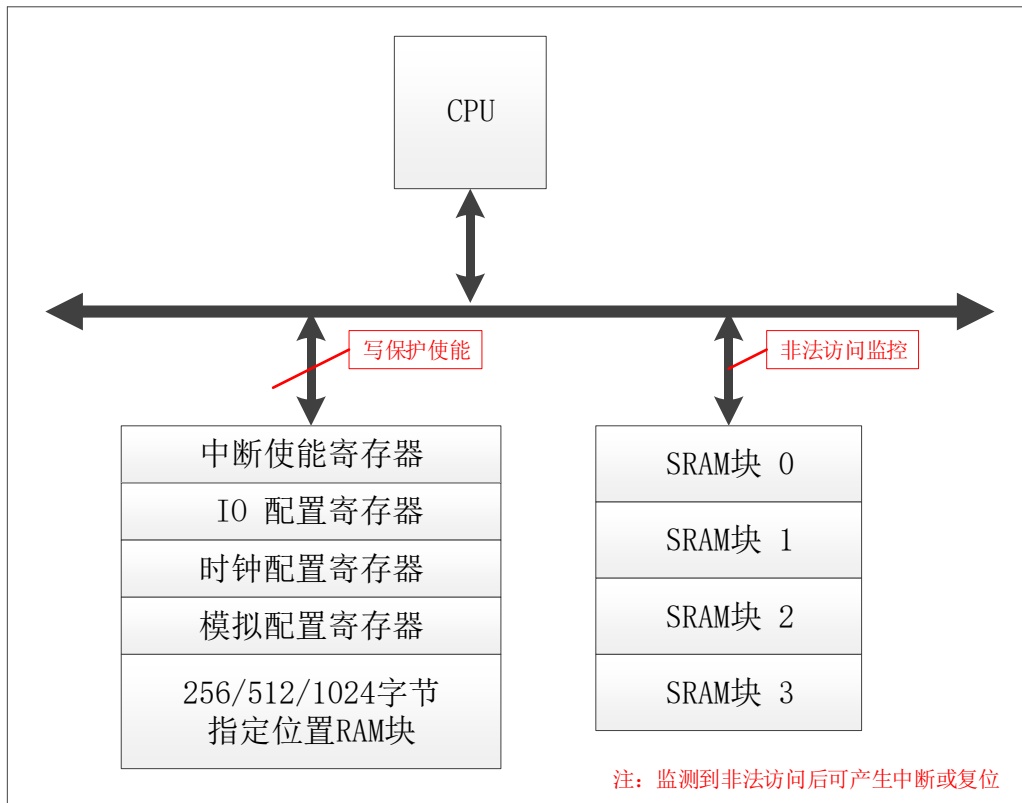 CPU
写保护使能
非法访问监控
中断使能寄存器
IO 配置寄存器
时钟配置寄存器
模拟配置寄存器
256/512/1024字节
指定位置RAM块
SRAM块 0
SRAM块 1
SRAM块 2
SRAM块 3
注：监测到非法访问后可产生中断或复位